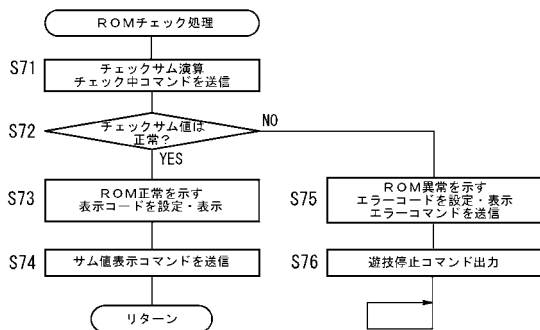 ROMチェック処理
S71
チェックサム演算
チェック中コマンドを送信
S72
チェックサム値は
正常？
NO
YES
S73
ROM正常を示す
表示コードを設定・表示
S75
ROM異常を示す
エラーコードを設定・表示
エラーコマンドを送信
S74
サム値表示コマンドを送信
S76
遊技停止コマンド出力
リターン